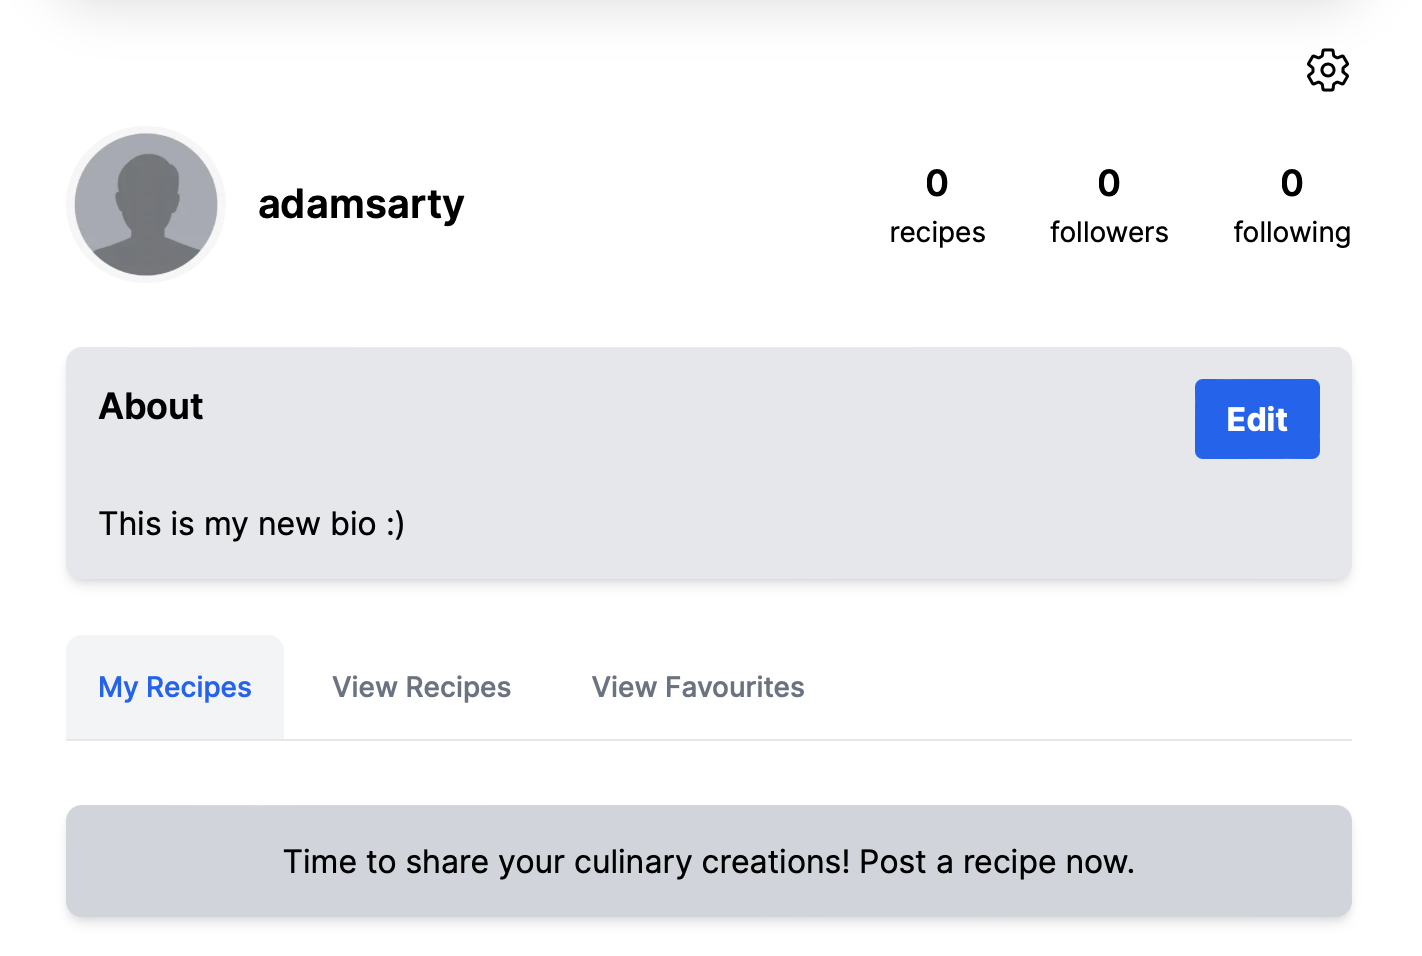 adamsarty
0 0 0
recipes followers following
About
Edit
This is my new bio :)
My Recipes View Recipes View Favourites
Time to share your culinary creations! Post a recipe now.